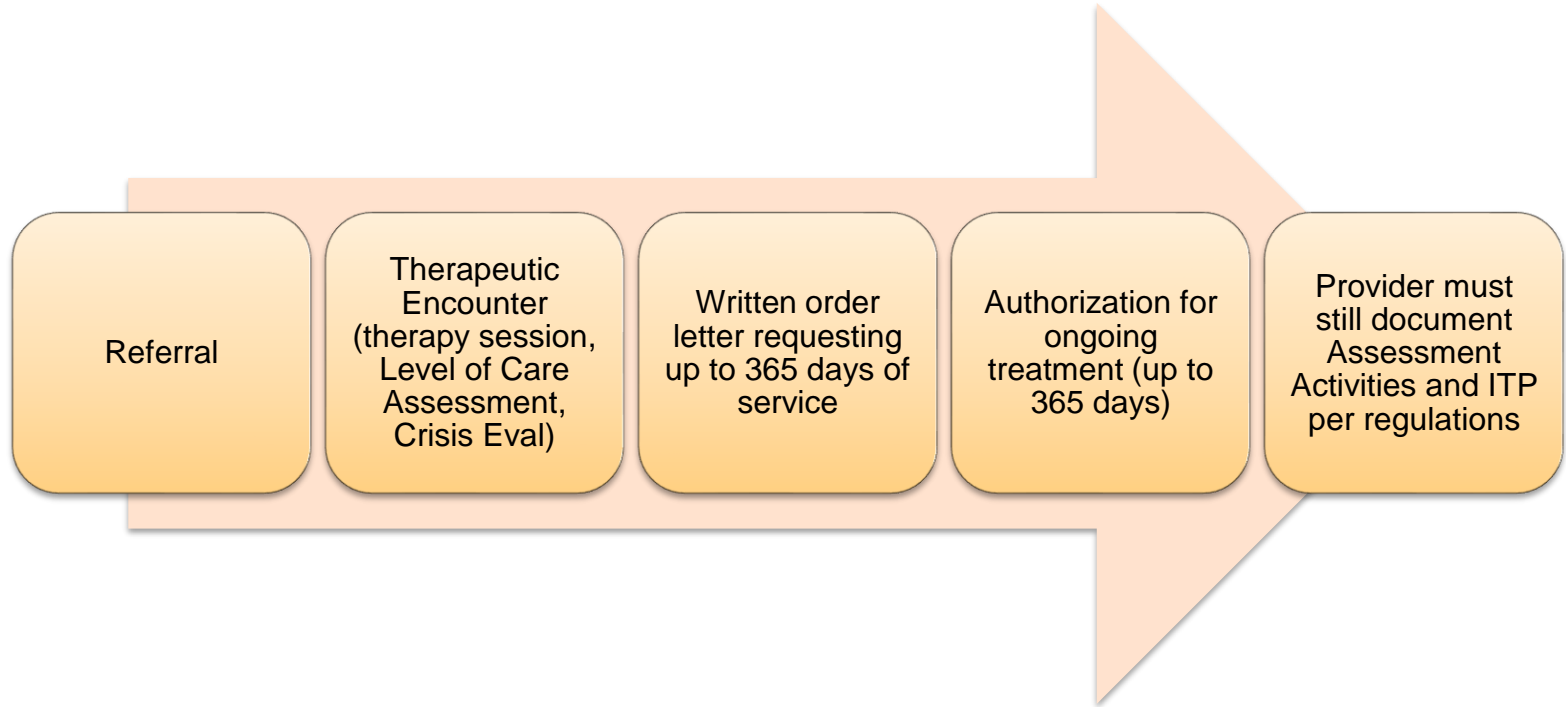 Referral
Therapeutic
Encounter
(therapy session,
Level of Care
Assessment,
Crisis Eval)
Written order
letter requesting
up to 365 days of
service
Authorization for
ongoing
treatment (up to
365 days)
Provider must
still document
Assessment
Activities and ITP
per regulations